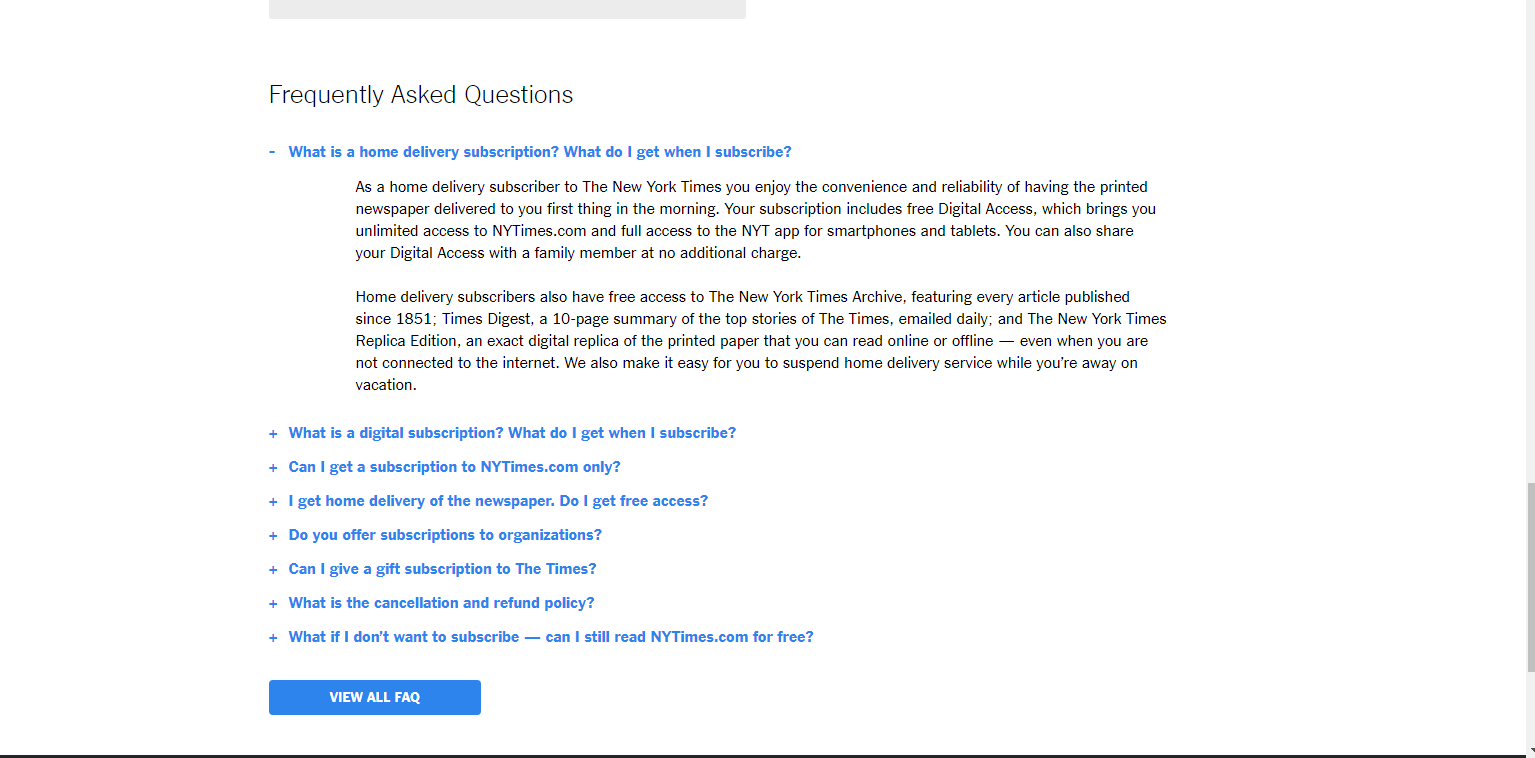 Frequently Asked Questions
- What is a home delivery subscription? What do I get when I subscribe?
As a home delivery subscriber to The New York Times you enjoy the convenience and reliability of having the printed
newspaper delivered to you first thing in the morning. Your subscription includes free Digital Access, which brings you
unlimited access to NYTimes.com and full access to the NYT app for smartphones and tablets. You can also share
your Digital Access with a family member at no additional charge.
Home delivery subscribers also have free access to The New York Times Archive, featuring every article published
since 1851; Times Digest, a 10-page summary of the top stories of The Times, emailed daily; and The New York Times
Replica Edition, an exact digital replica of the printed paper that you can read online or offline — even when you are
not connected to the internet. We also make it easy for you to suspend home delivery service while you’re away on
vacation.
+ What is a digital subscription? What do I get when I subscribe?
+ Can I get a subscription to NYTimes.com only?
+ I get home delivery of the newspaper. Do I get free access?
+ Do you offer subscriptions to organizations?
+ Can I give a gift subscription to The Times?
+ What is the cancellation and refund policy?
+ What if I don’t want to subscribe — can I still read NYTimes.com for free?
VIEW ALL FAQ